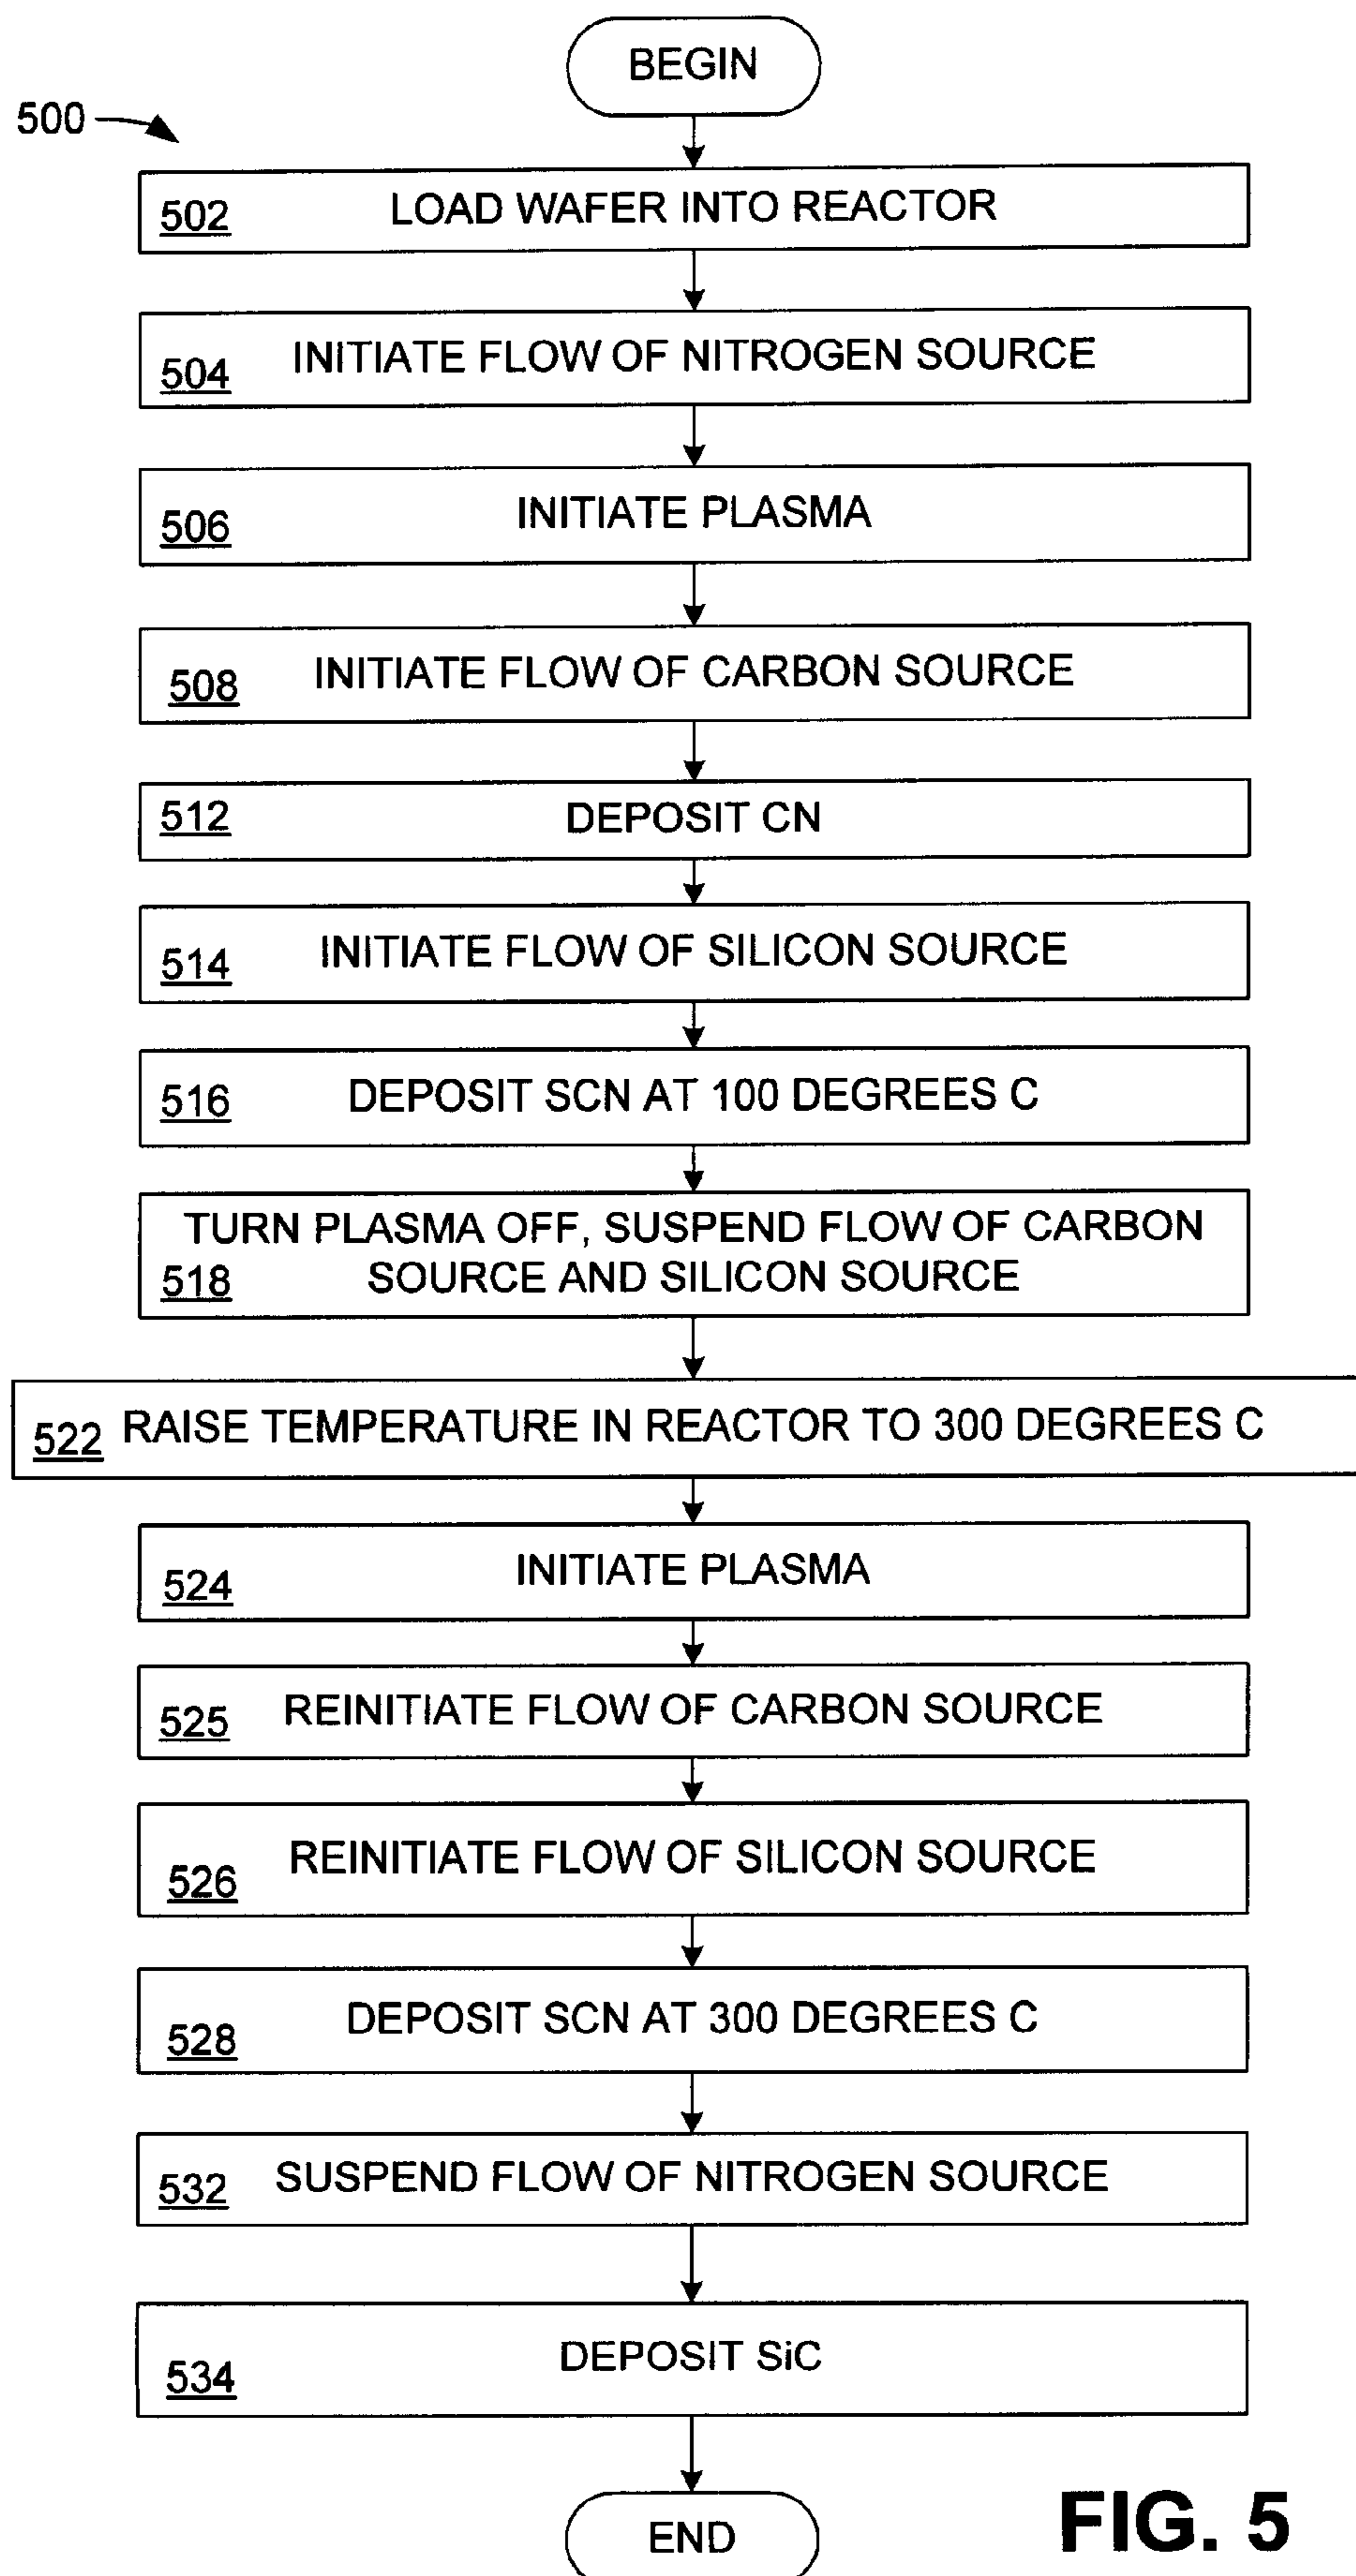 BEGIN
500
502 LOAD WAFER INTO REACTOR
504 INITIATE FLOW OF NITROGEN SOURCE
506 INITIATE PLASMA
508 INITIATE FLOW OF CARBON SOURCE
512 DEPOSIT CN
514 INITIATE FLOW OF SILICON SOURCE
516 DEPOSIT SCN AT 100 DEGREES C
TURN PLASMA OFF, SUSPEND FLOW OF CARBON
518 SOURCE AND SILICON SOURCE
522 RAISE TEMPERATURE IN REACTOR TO 300 DEGREES C
524 INITIATE PLASMA
525 REINITIATE FLOW OF CARBON SOURCE
526 REINITIATE FLOW OF SILICON SOURCE
528 DEPOSIT SCN AT 300 DEGREES C
532 SUSPEND FLOW OF NITROGEN SOURCE
534 DEPOSIT SiC
END
FIG. 5